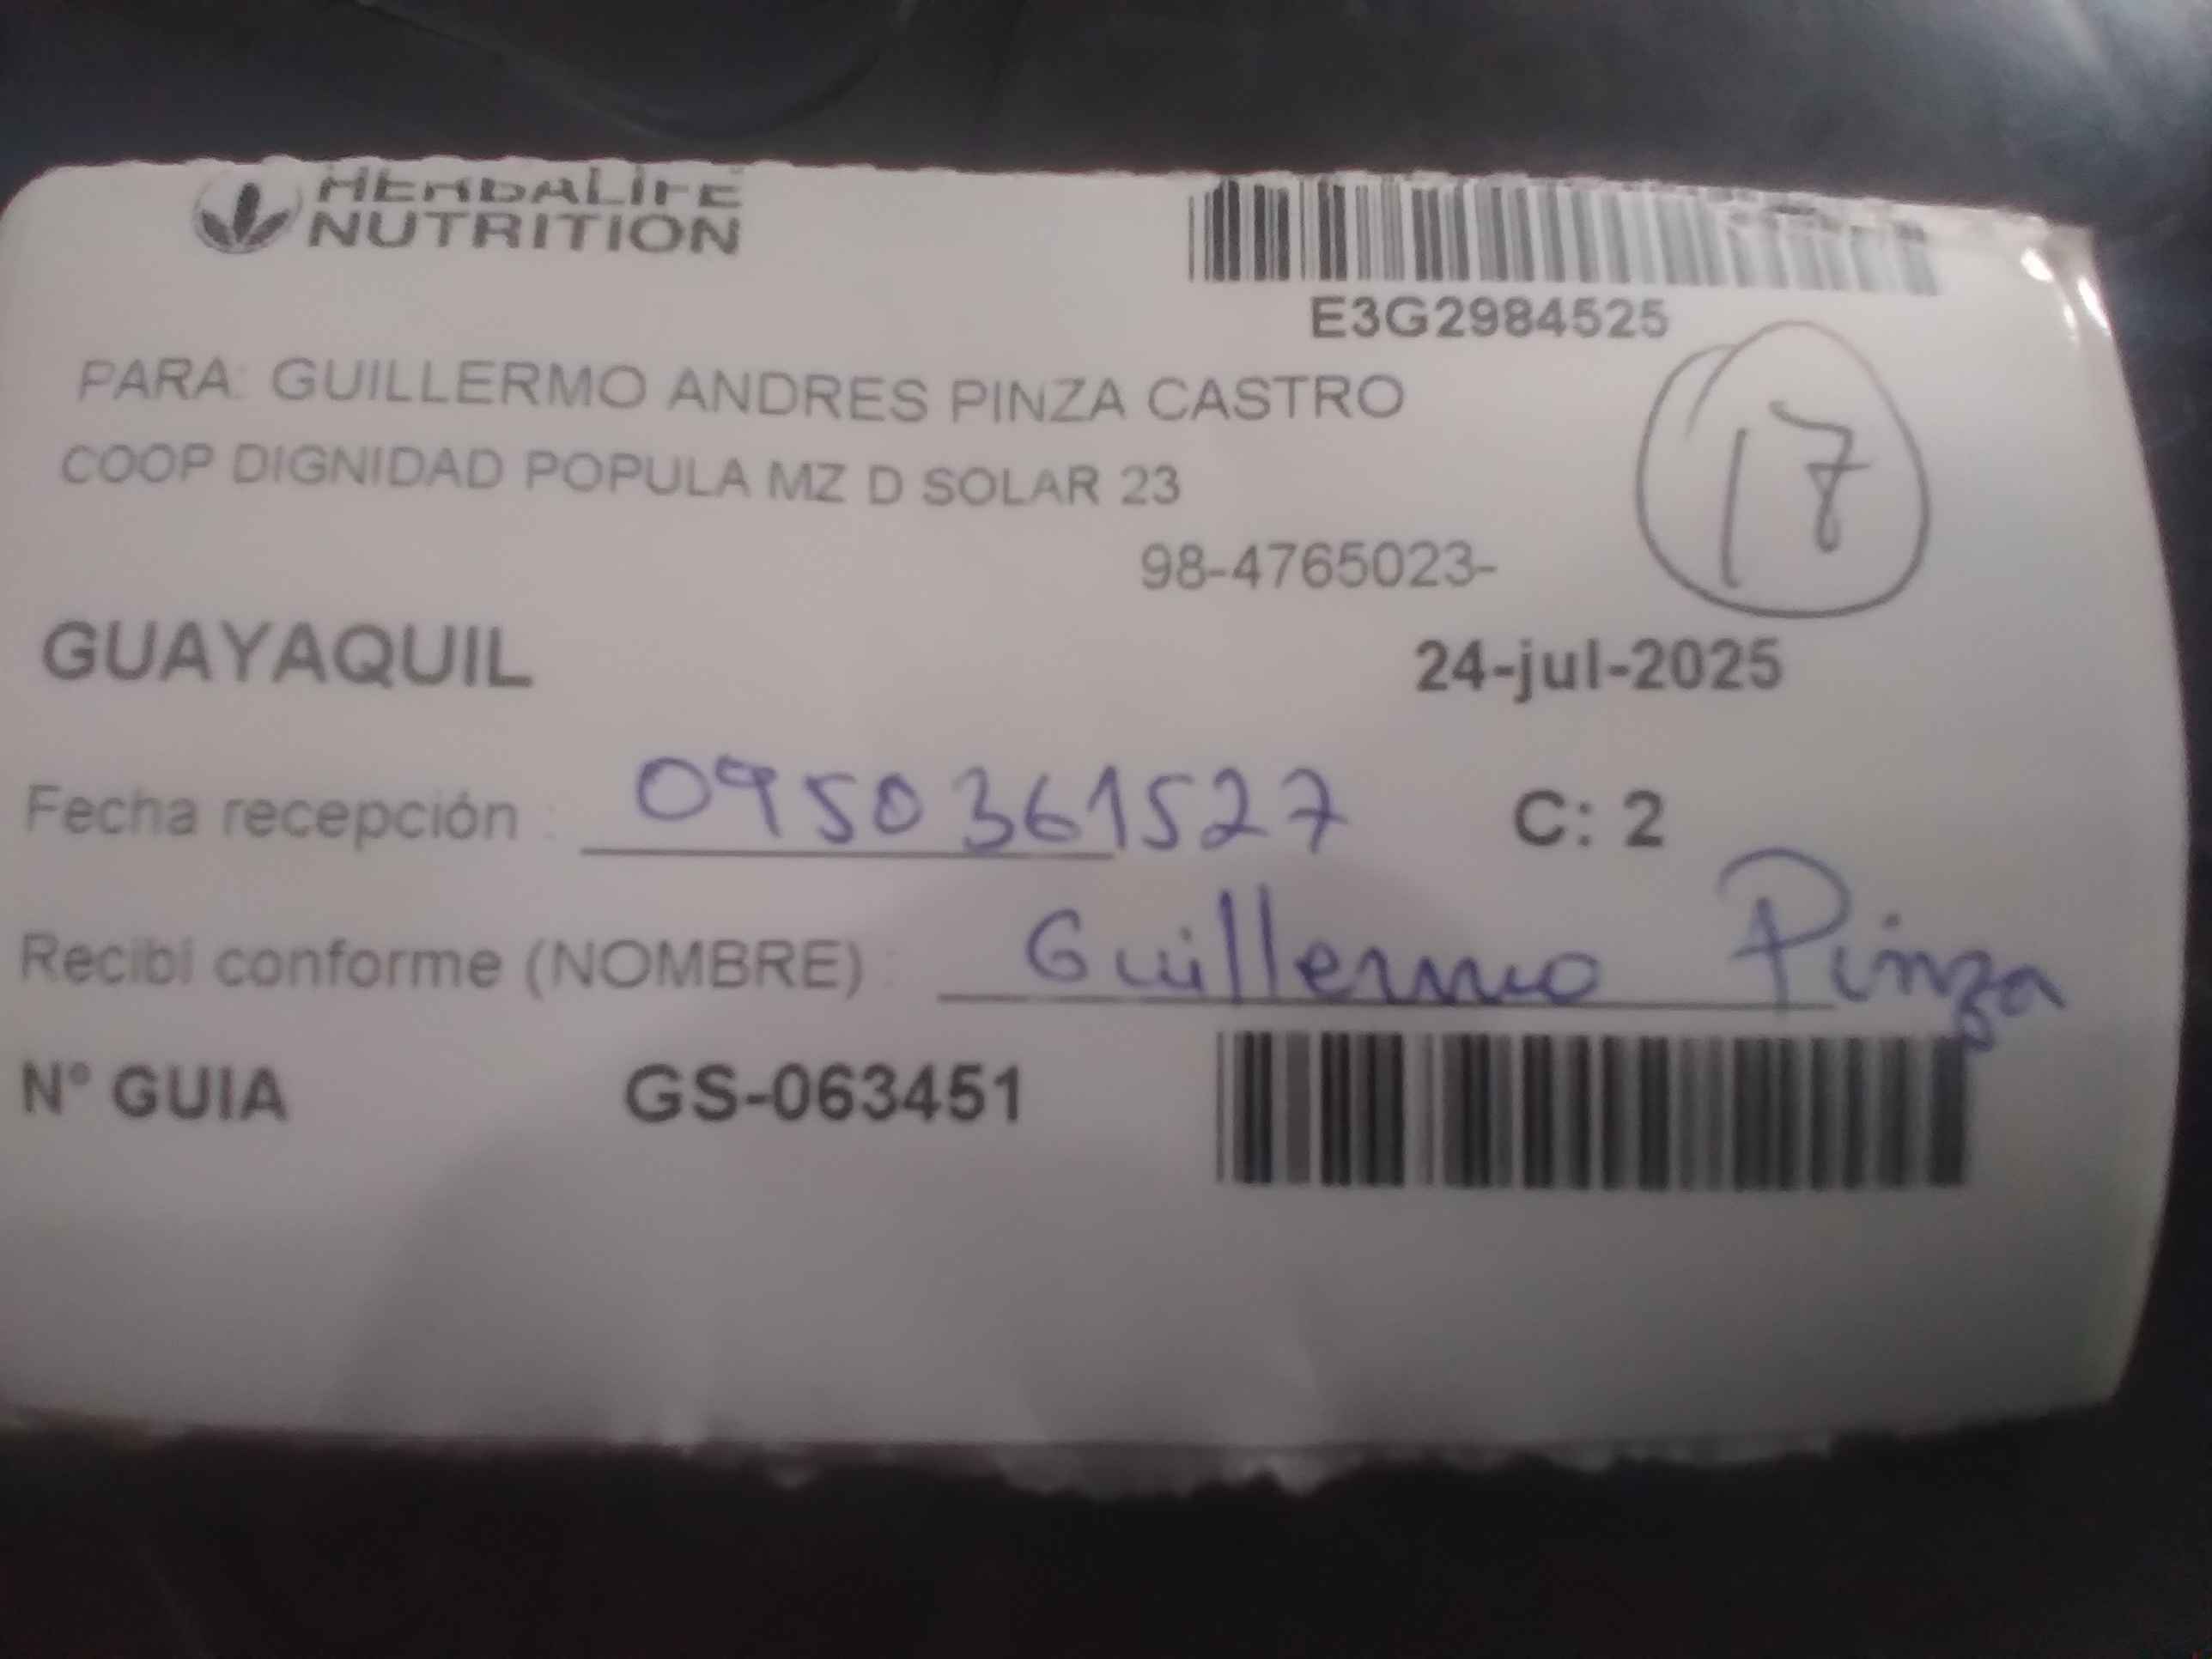 HERBALIFE
NUTRITION
E3G2984525
PARA: GUILLERMO ANDRES PINZA CASTRO
17
COOP DIGNIDAD POPULA MZ D SOLAR 23
98-4765023-
GUAYAQUIL 24-jul-2025
Fecha recepción : 0950361527 C: 2
Recibi conforme (NOMBRE) : Guillermo Pinza
N° GUIA GS-063451